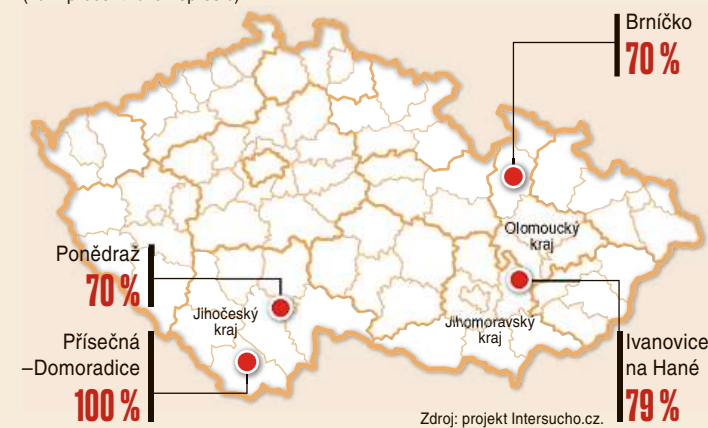 Brníčko
70 %
Olomoucký
kraj
Ponědraž
70 %
Jihočeský
kraj
Jihomoravský
kraj
Přísečná
–Domoradice
100 %
Ivanovice
na Hané
79 %
Zdroj: projekt Intersucho.cz.